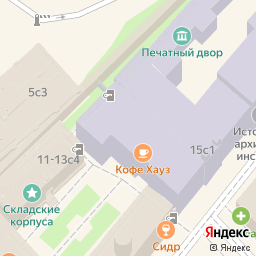 Печатный двор
5с3
15с1
Исто
архи
инс
11-13с4
Кофе Хауз
Складские
корпуса
Сидр
Яндекс